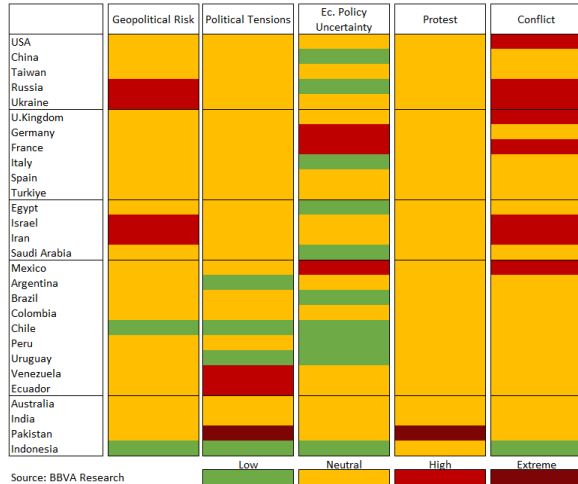 Geopolitical Risk Political Tensions Ec. Policy Uncertainty Protest Conflict
USA
China
Taiwan
Russia
Ukraine
U.Kingdom
Germany
France
Italy
Spain
Turkiye
Egypt
Israel
Iran
Saudi Arabia
Mexico
Argentina
Brazil
Colombia
Chile
Peru
Uruguay
Venezuela
Ecuador
Australia
India
Pakistan
Indonesia
Low Neutral High Extreme
Source: BBVA Research